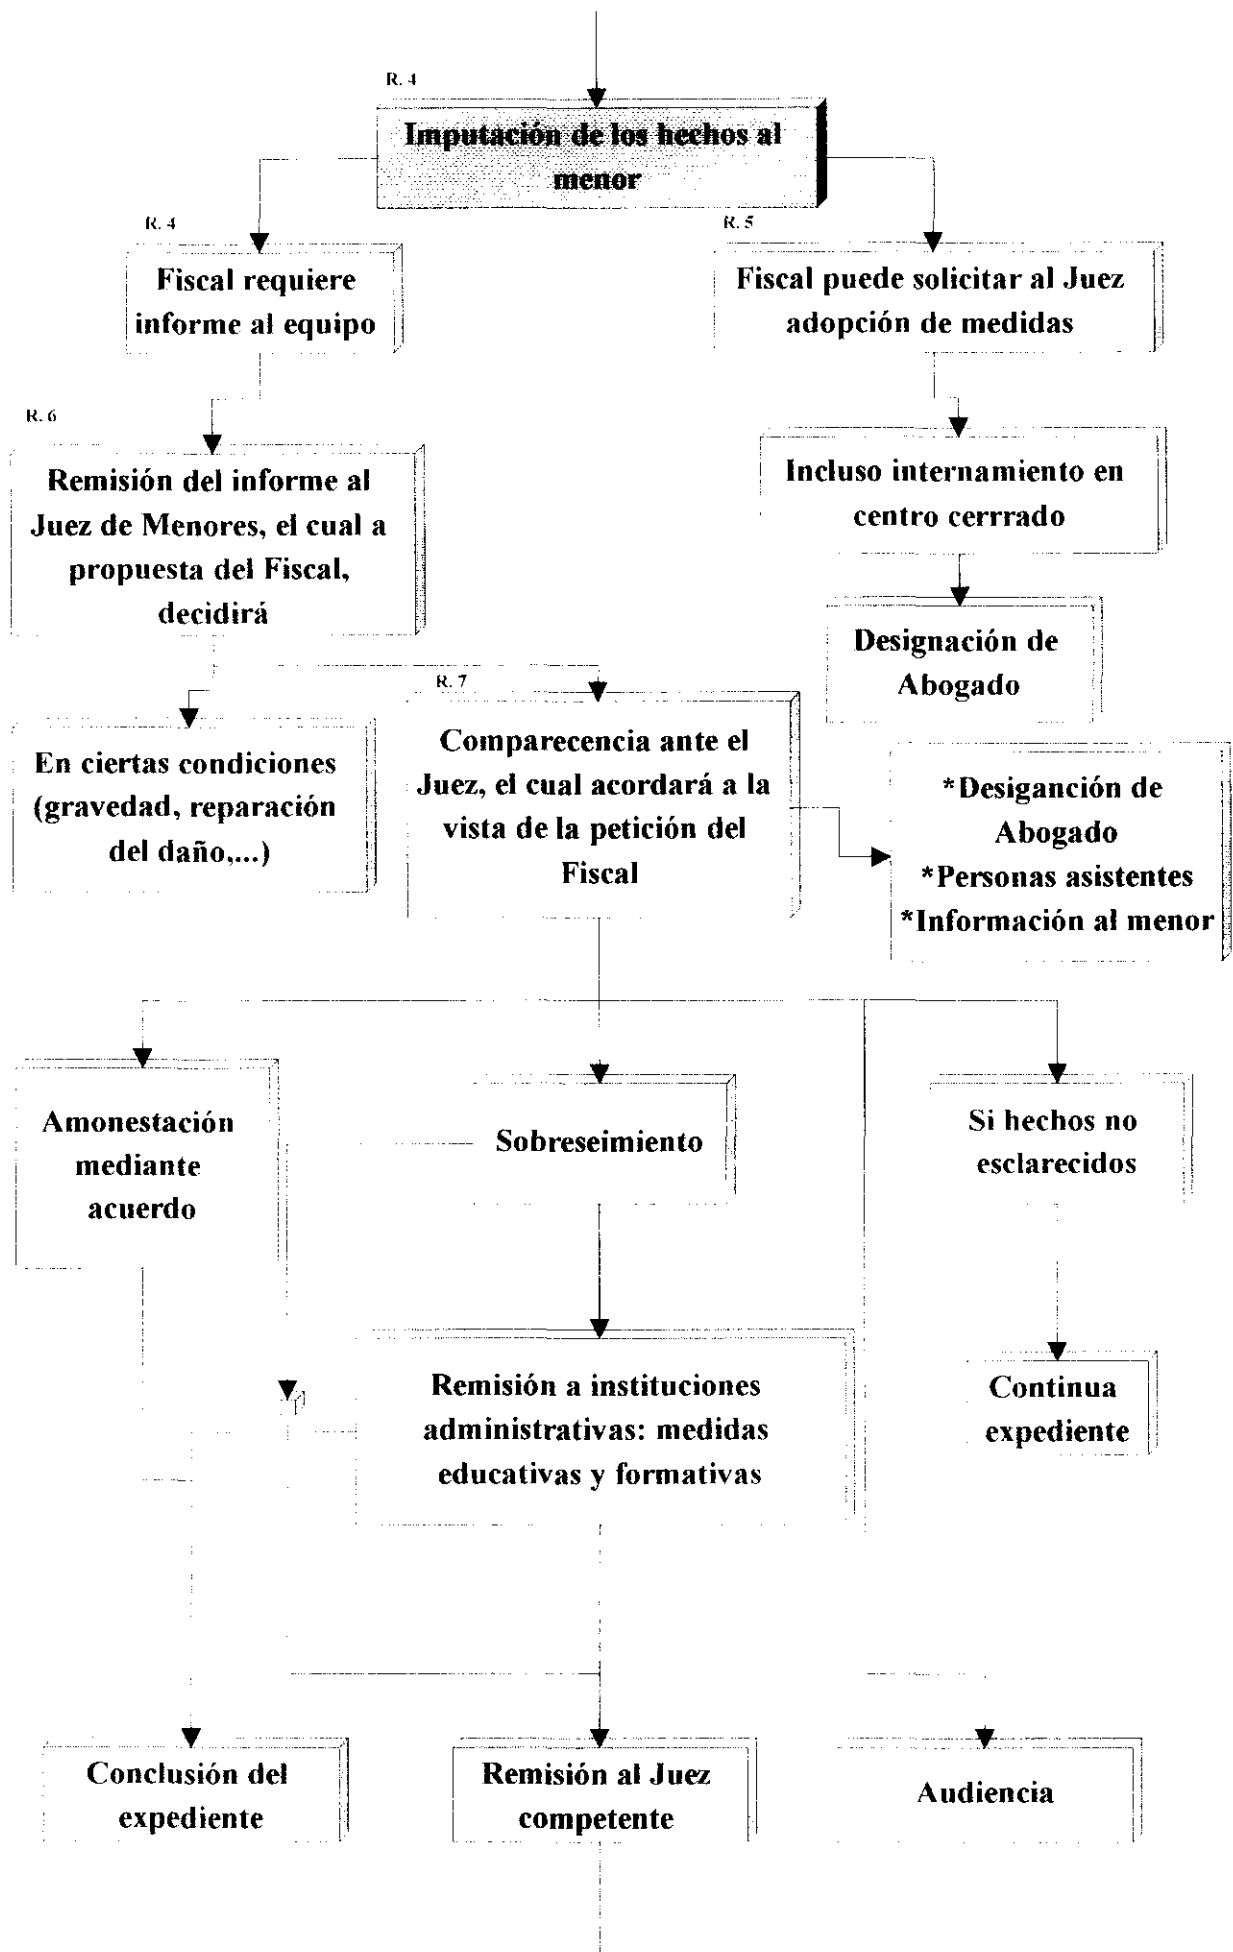 R. 4
Imputación de los hechos al
menor
R. 4
Fiscal requiere
informe al equipo
R. 5
Fiscal puede solicitar al Juez
adopción de medidas
R. 6
Remisión del informe al
Juez de Menores, el cual a
propuesta del Fiscal,
decidirá
Incluso internamiento en
centro cerrrado
Designación de
Abogado
En ciertas condiciones
(gravedad, reparación
del daño,...)
R. 7
Comparecencia ante el
Juez, el cual acordará a la
vista de la petición del
Fiscal
*Desigancción de
Abogado
*Personas asistentes
*Información al menor
Amonestación
mediante
acuerdo
Sobreseimiento
Si hechos no
esclarecidos
Remisión a instituciones
administrativas: medidas
educativas y formativas
Continua
expediente
Conclusión del
expediente
Remisión al Juez
competente
Audiencia